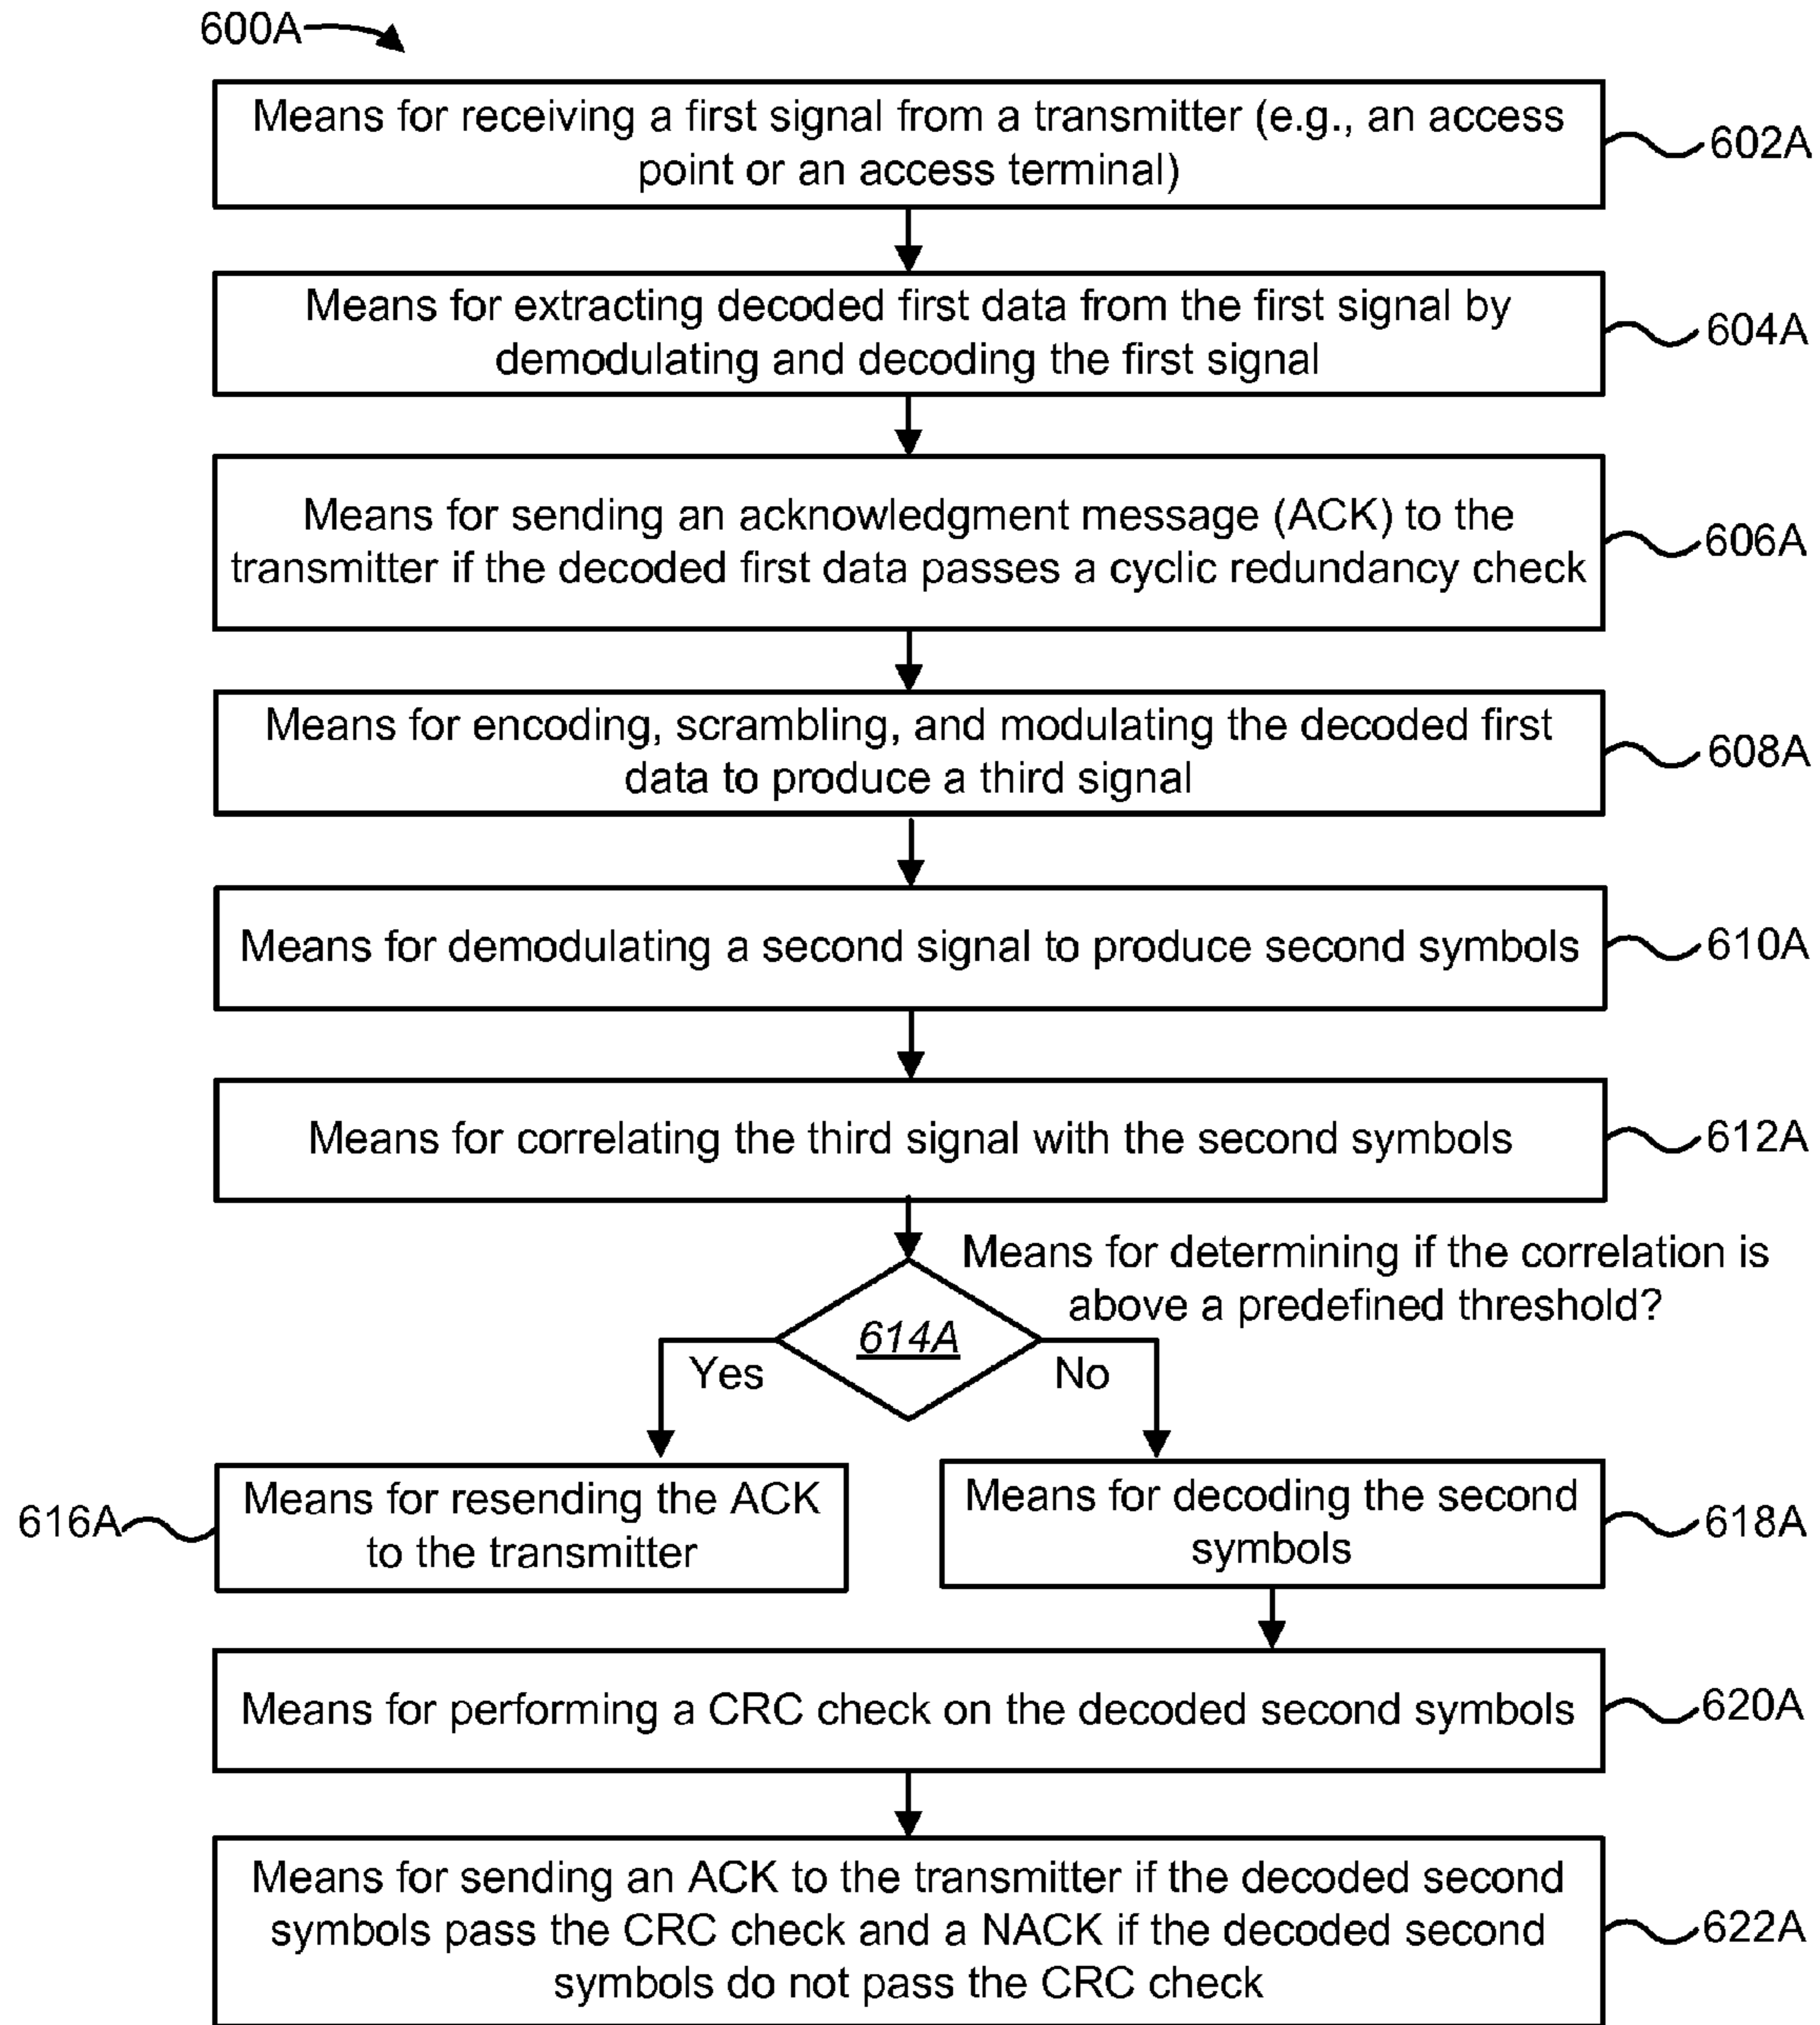 600A
Means for receiving a first signal from a transmitter (e.g., an access
point or an access terminal)
602A
Means for extracting decoded first data from the first signal by
demodulating and decoding the first signal
604A
Means for sending an acknowledgment message (ACK) to the
transmitter if the decoded first data passes a cyclic redundancy check
606A
Means for encoding, scrambling, and modulating the decoded first
data to produce a third signal
608A
Means for demodulating a second signal to produce second symbols
610A
Means for correlating the third signal with the second symbols
612A
Means for determining if the correlation is
above a predefined threshold?
614A
Yes
No
616A
Means for resending the ACK
to the transmitter
Means for decoding the second
symbols
618A
Means for performing a CRC check on the decoded second symbols
620A
Means for sending an ACK to the transmitter if the decoded second
symbols pass the CRC check and a NACK if the decoded second
symbols do not pass the CRC check
622A